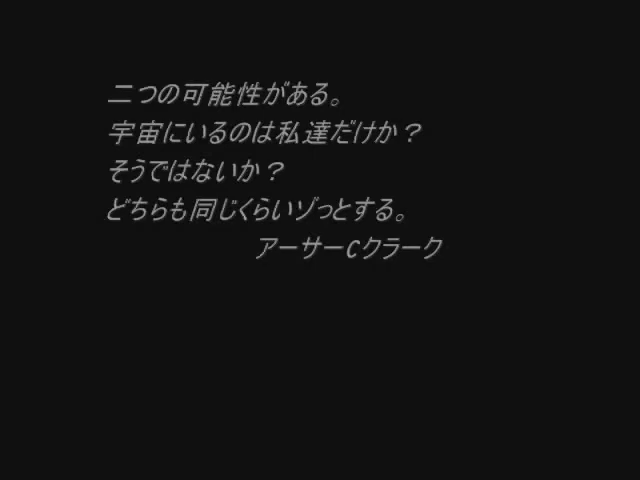 二つの可能性がある。
宇宙にいるのは私達だけか？
そうではないか？
どちらも同じくらいゾっとする。
アーサーCクラーク